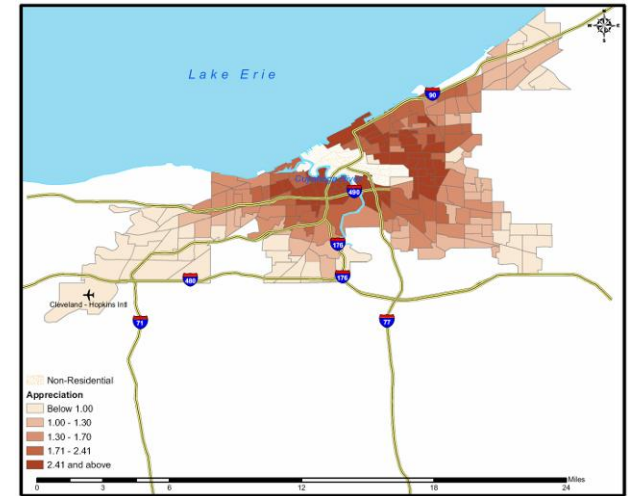 Lake Erie
90
490
176
480
176
Cleveland - Hopkins Intl
71
77
Non-Residential
Appreciation
Below 1.00
1.00 - 1.30
1.30 - 1.70
1.71 - 2.41
2.41 and above
Miles
0 3 6 12 18 24